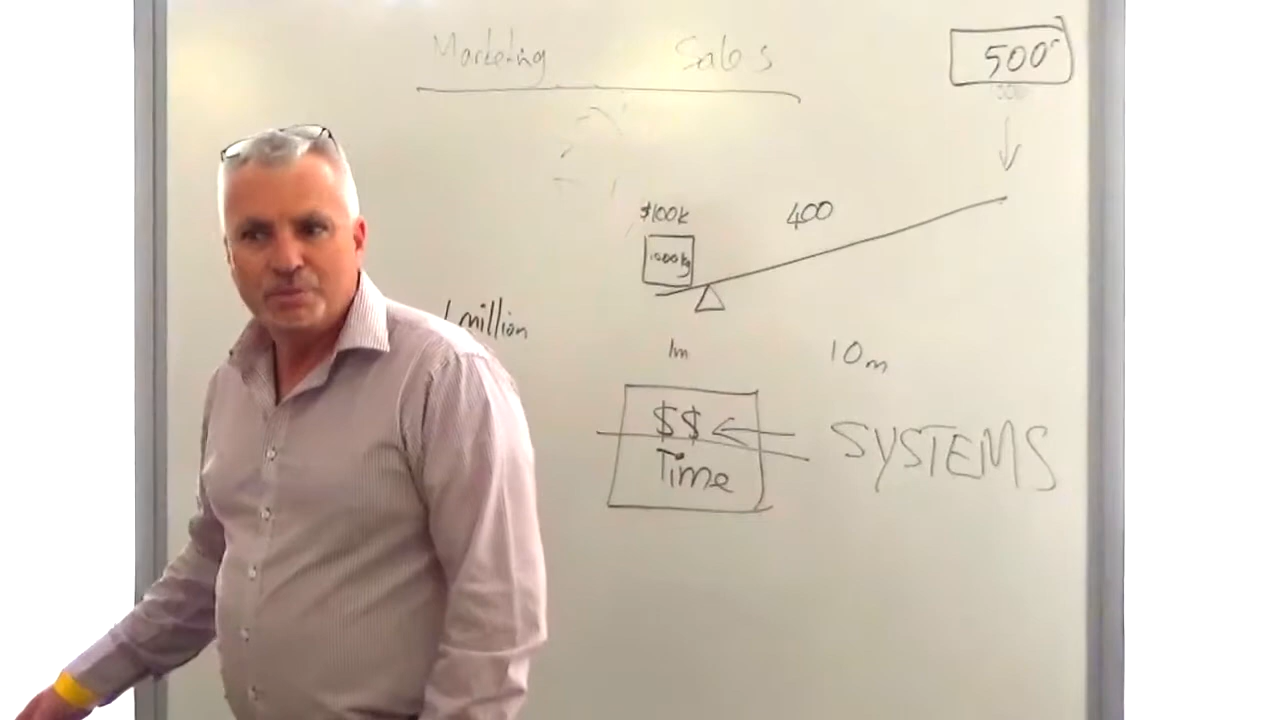 Marketing Sales
500
$100k 400
1000kg
million
1m 10m
$$ SYSTEMS
Time